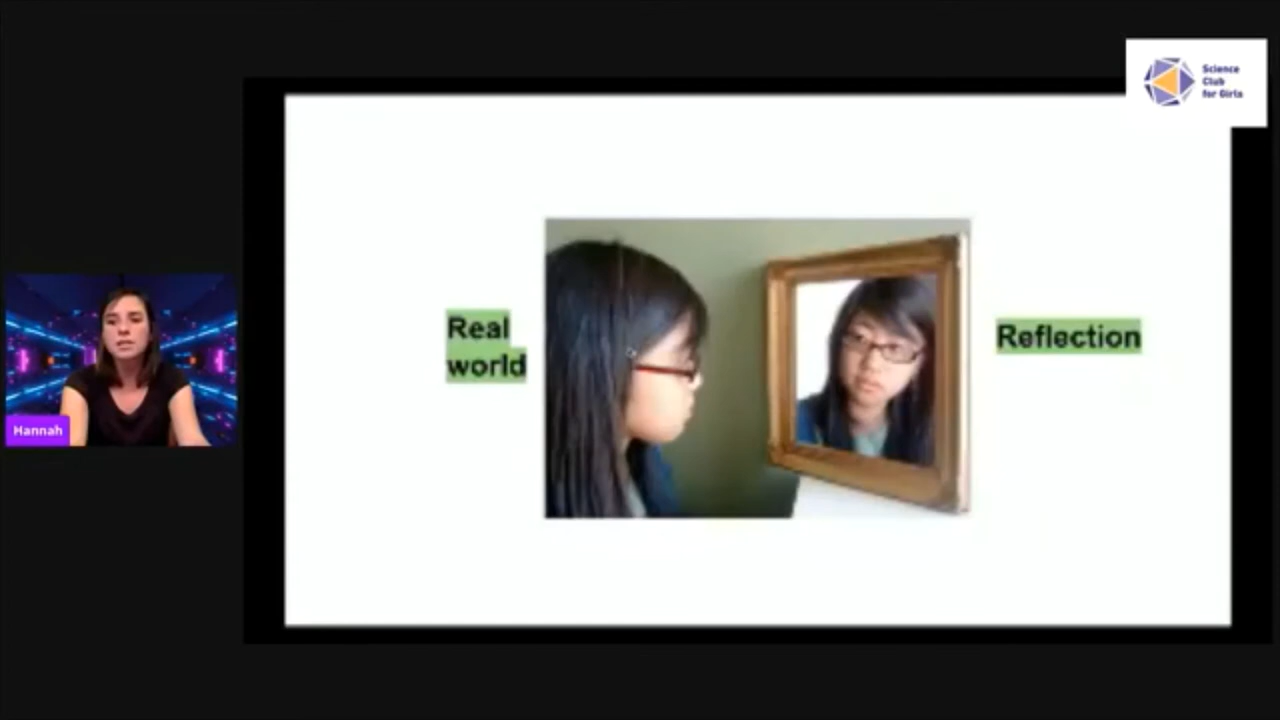 Science
Club
for Girls
Real
world
Reflection
Hannah